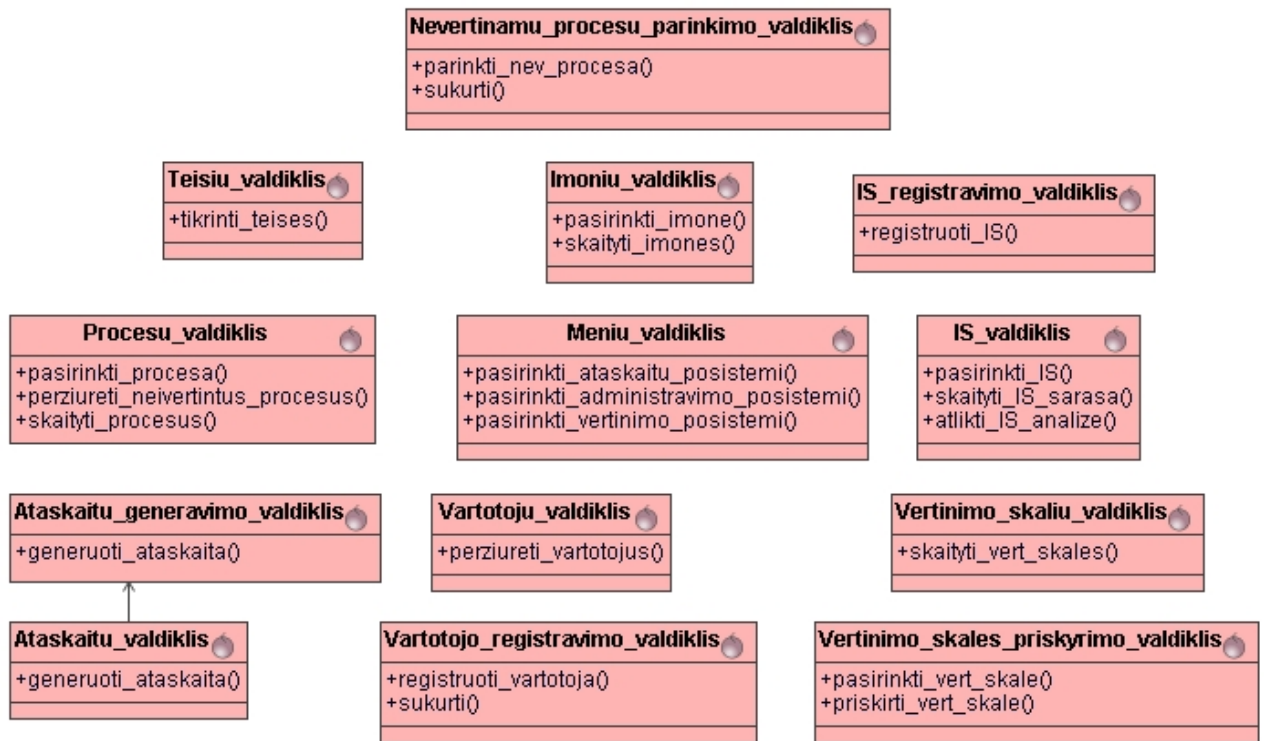 Nevertinamu_procesu_parinkimo_valdiklis
+parinkti_nev_procesa()
+sukurti()
Teisiu_valdiklis
+tikrinti_teises()
Imoniu_valdiklis
+pasirinkti_imone()
+skaityti_imones()
IS_registravimo_valdiklis
+registruoti_IS()
Procesu_valdiklis
+pasirinkti_procesa()
+perziureti_neivertintus_procesus()
+skaityti_procesus()
Meniu_valdiklis
+pasirinkti_ataskaitu_posistemi()
+pasirinkti_administravimo_posistemi()
+pasirinkti_vertinimo_posistemi()
IS_valdiklis
+pasirinkti_IS()
+skaityti_IS_sarasa()
+atlikti_IS_analize()
Ataskaitu_generavimo_valdiklis
+generuoti_ataskaita()
Vartotoju_valdiklis
+perziureti_vartotojus()
Vertinimo_skaliu_valdiklis
+skaityti_vert_skales()
Ataskaitu_valdiklis
+generuoti_ataskaita()
Vartotojo_registravimo_valdiklis
+registruoti_vartotoja()
+sukurti()
Vertinimo_skales_priskyrimo_valdiklis
+pasirinkti_vert_skale()
+priskirti_vert_skale()